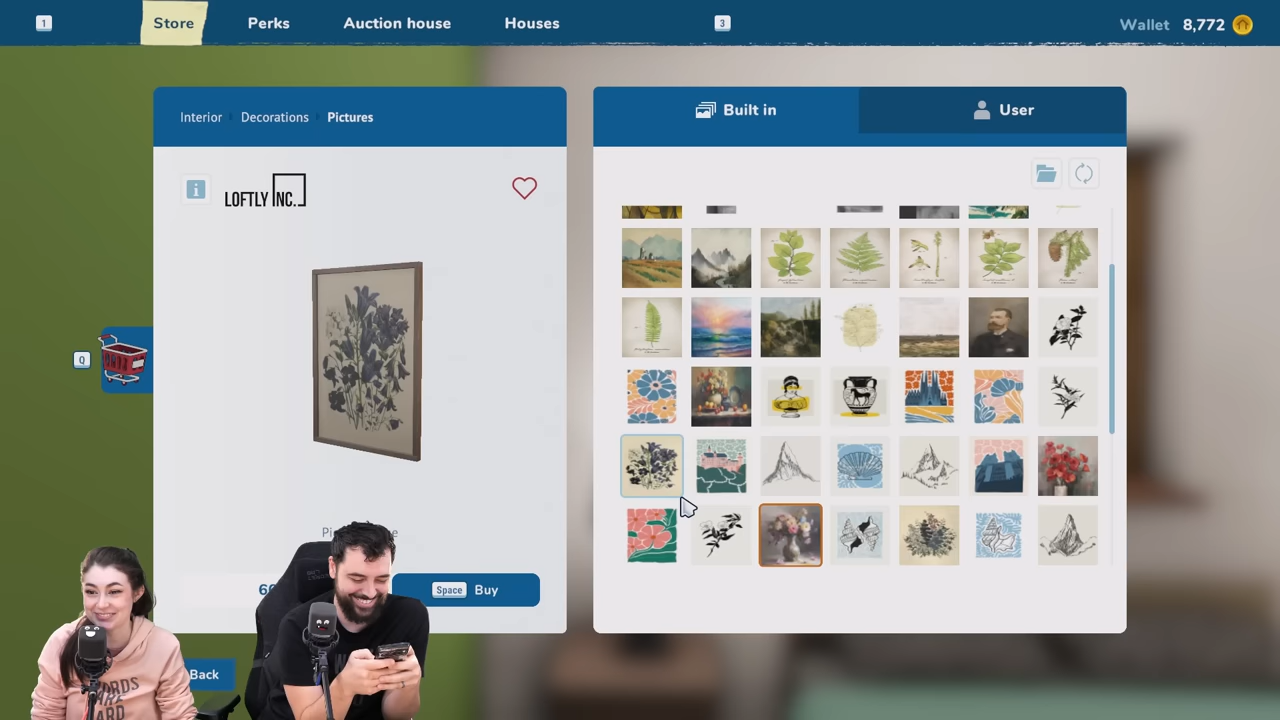 1
Store
Perks
Auction house
Houses
3
Wallet 8,772
Interior
Decorations
Pictures
Built in
User
i
LOFTLY INC.
Q
Space
Buy
Back